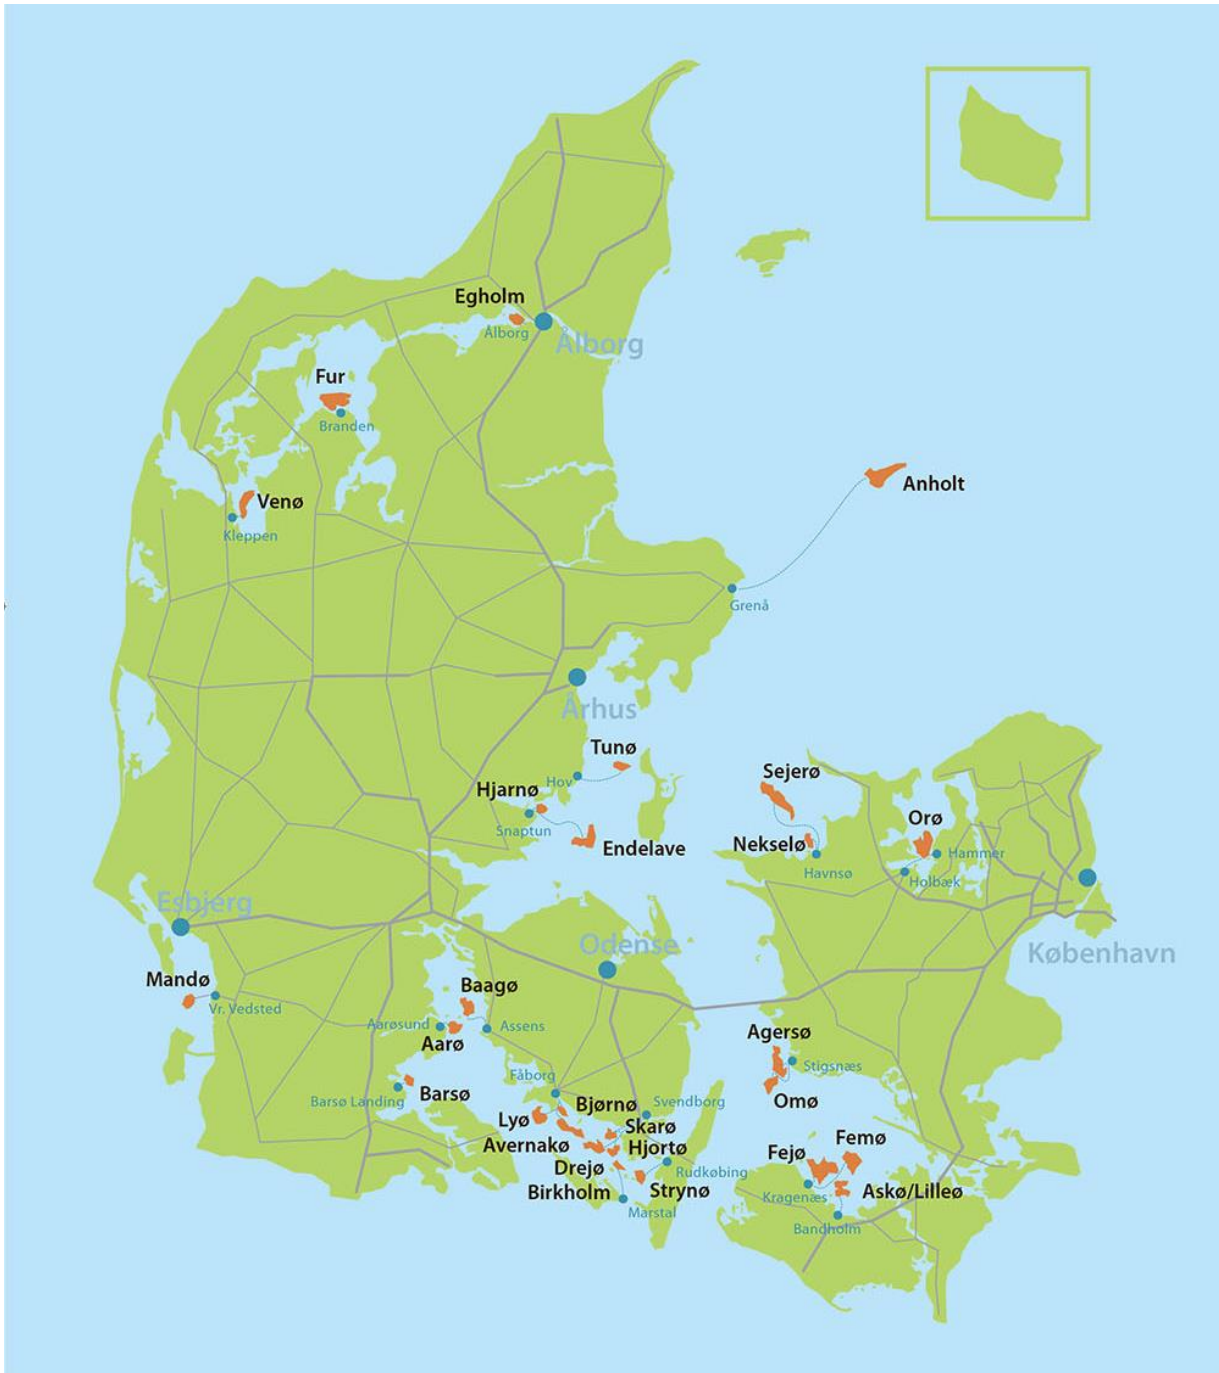 Egholm
Ålborg
Ålborg
Fur
Branden
Anholt
Venø
Kleppen
Grenå
Århus
Tunø
Hov
Sejerø
Hjarnø
Snaptun
Endelave
Orø
Nekselø
Hammer
Havnsø
Holbæk
Esbjerg
Odense
København
Mandø
Vr. Vedsted
Baagø
Aarøsund
Assens
Aarø
Agersø
Stigsnæs
Fåborg
Barsø
Barsø Landing
Omø
Bjørnø
Svendborg
Lyø
Skarø
Avernakø
Hjortø
Femø
Fejø
Drejø
Rudkøbing
Birkholm
Strynø
Kragenæs
Askø/Lilleø
Marstal
Bandholm